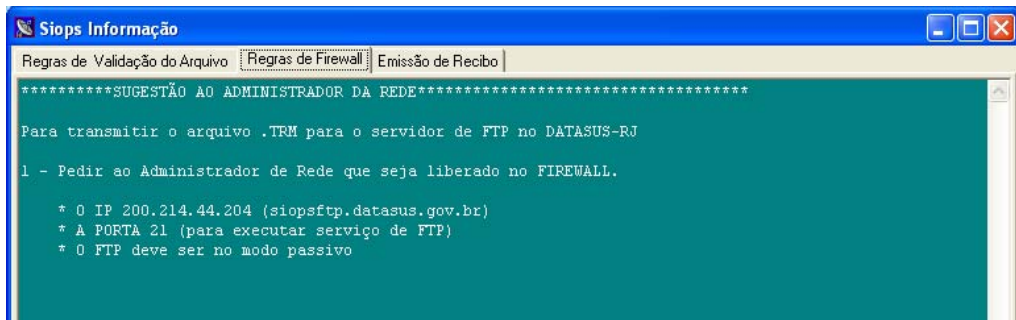 Siops Informação
Regras de Validação do Arquivo Regras de Firewall Emissão de Recibo
**********SUGESTÃO AO ADMINISTRADOR DA REDE************************************
Para transmitir o arquivo .TRM para o servidor de FTP no DATASUS-RJ
1 - Pedir ao Administrador de Rede que seja liberado no FIREWALL.
* O IP 200.214.44.204 (siopsftp.datasus.gov.br)
* A PORTA 21 (para executar serviço de FTP)
* O FTP deve ser no modo passivo